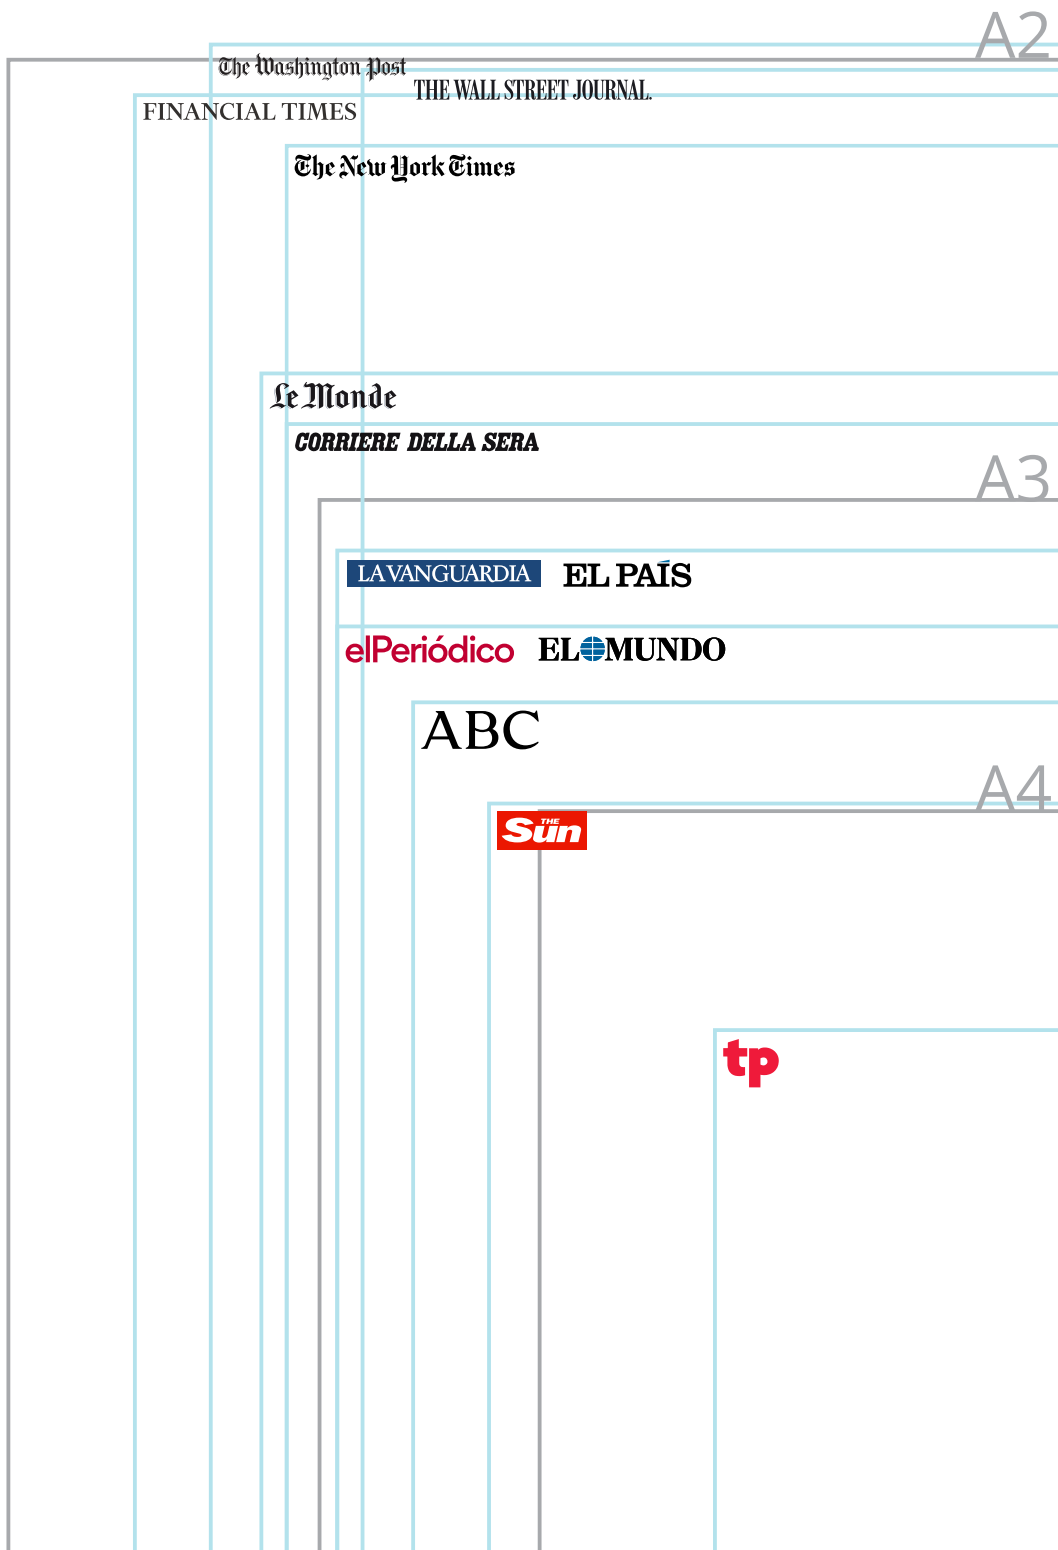 A2
The Washington Post
THE WALL STREET JOURNAL.
FINANCIAL TIMES
The New York Times
Le Monde
CORRIERE DELLA SERA
A3
LA VANGUARDIA EL PAÍS
elPeriódico EL MUNDO
ABC
A4
THE Sun
tp